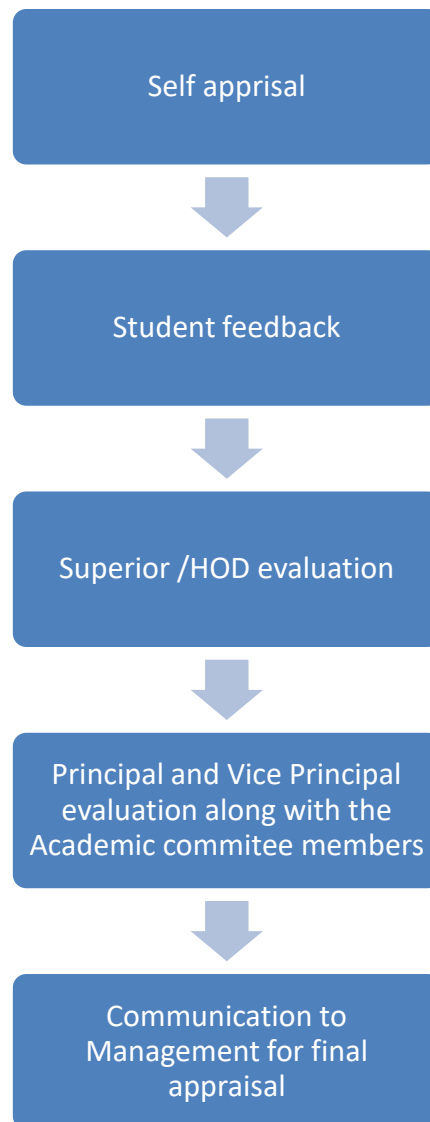 Self apprisal
Student feedback
Superior /HOD evaluation
Principal and Vice Principal
evaluation along with the
Academic commitee members
Communication to
Management for final
appraisal